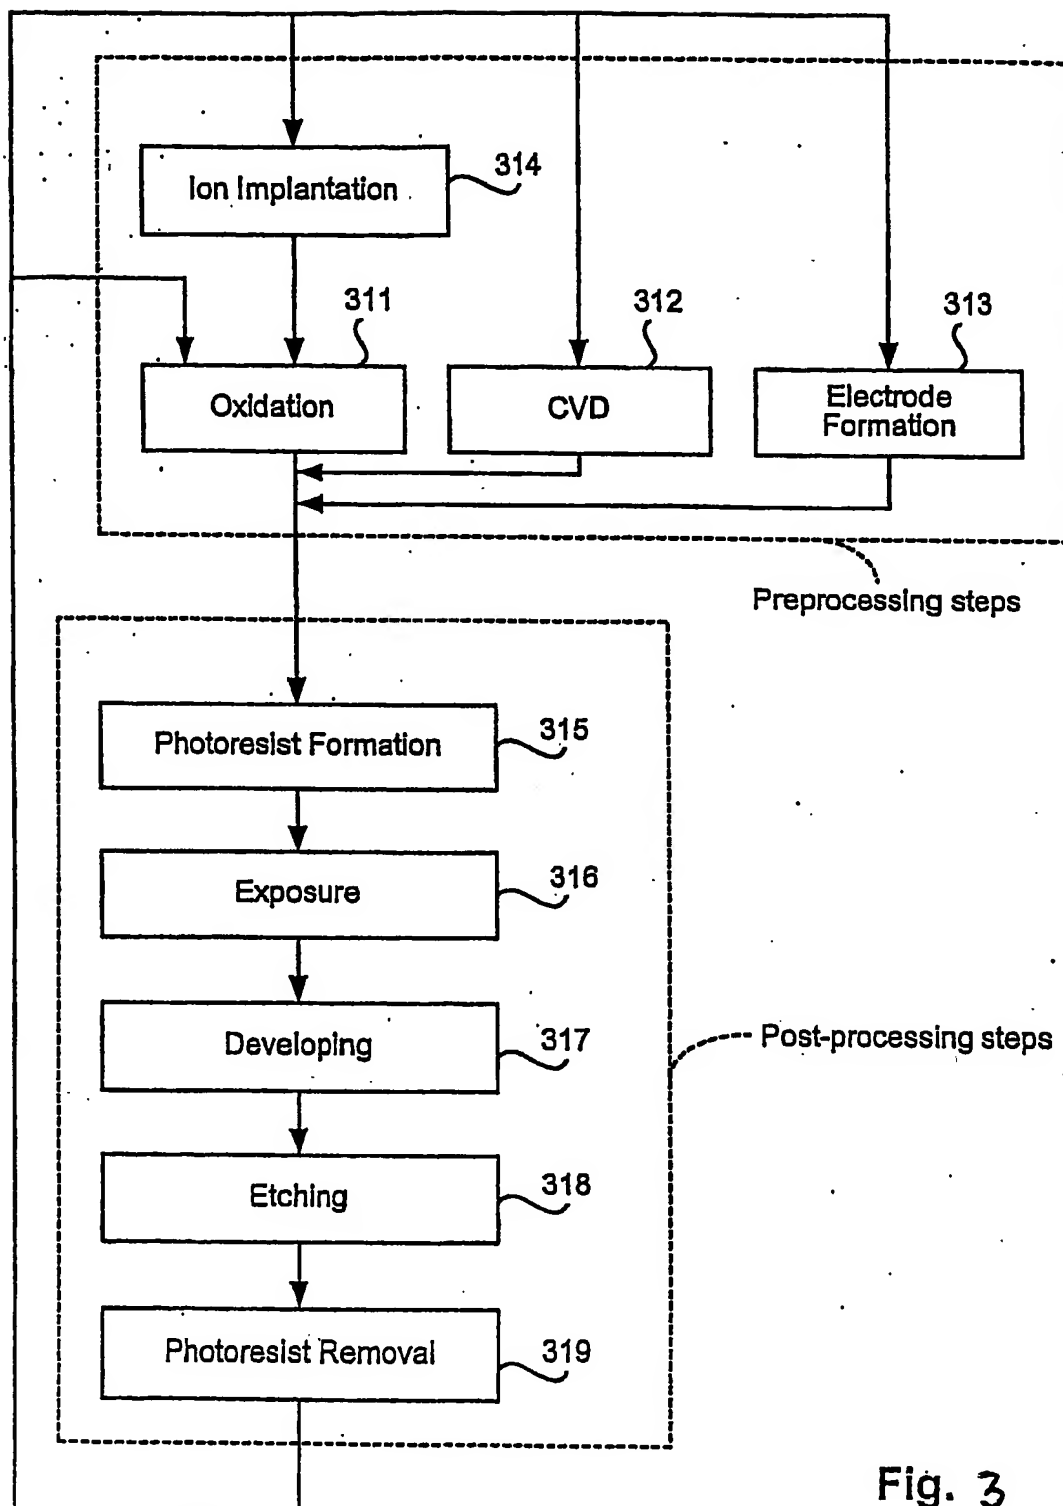 314
Ion Implantation
311
312
313
Oxidation
CVD
Electrode
Formation
Preprocessing steps
Photoresist Formation
315
Exposure
316
Developing
317
Post-processing steps
Etching
318
Photoresist Removal
319
Fig. 3